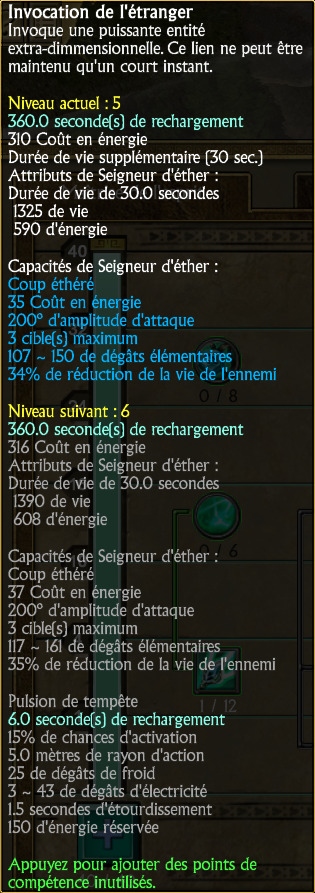 Invocation de l'étranger
Invoque une puissante entité
extra-dimmensionnelle. Ce lien ne peut être
maintenu qu'un court instant.
Niveau actuel : 5
360.0 seconde(s) de rechargement
310 Coût en énergie
Durée de vie supplémentaire (30 sec.)
Attributs de Seigneur d'éther :
Durée de vie de 30.0 secondes
1325 de vie
590 d'énergie
Capacités de Seigneur d'éther :
Coup éthéré
35 Coût en énergie
200° d'amplitude d'attaque
3 cible(s) maximum
107 ~ 150 de dégâts élémentaires
34% de réduction de la vie de l'ennemi
Niveau suivant : 6
360.0 seconde(s) de rechargement
316 Coût en énergie
Attributs de Seigneur d'éther :
Durée de vie de 30.0 secondes
1390 de vie
608 d'énergie
Capacités de Seigneur d'éther :
Coup éthéré
37 Coût en énergie
200° d'amplitude d'attaque
3 cible(s) maximum
117 ~ 161 de dégâts élémentaires
35% de réduction de la vie de l'ennemi
Pulsion de tempête
6.0 seconde(s) de rechargement
15% de chances d'activation
5.0 mètres de rayon d'action
25 de dégâts de froid
3 ~ 43 de dégâts d'électricité
1.5 secondes d'étourdissement
150 d'énergie réservée
Appuyez pour ajouter des points de
compétence inutilisés.
40
0 / 8
0 / 6
1 / 12